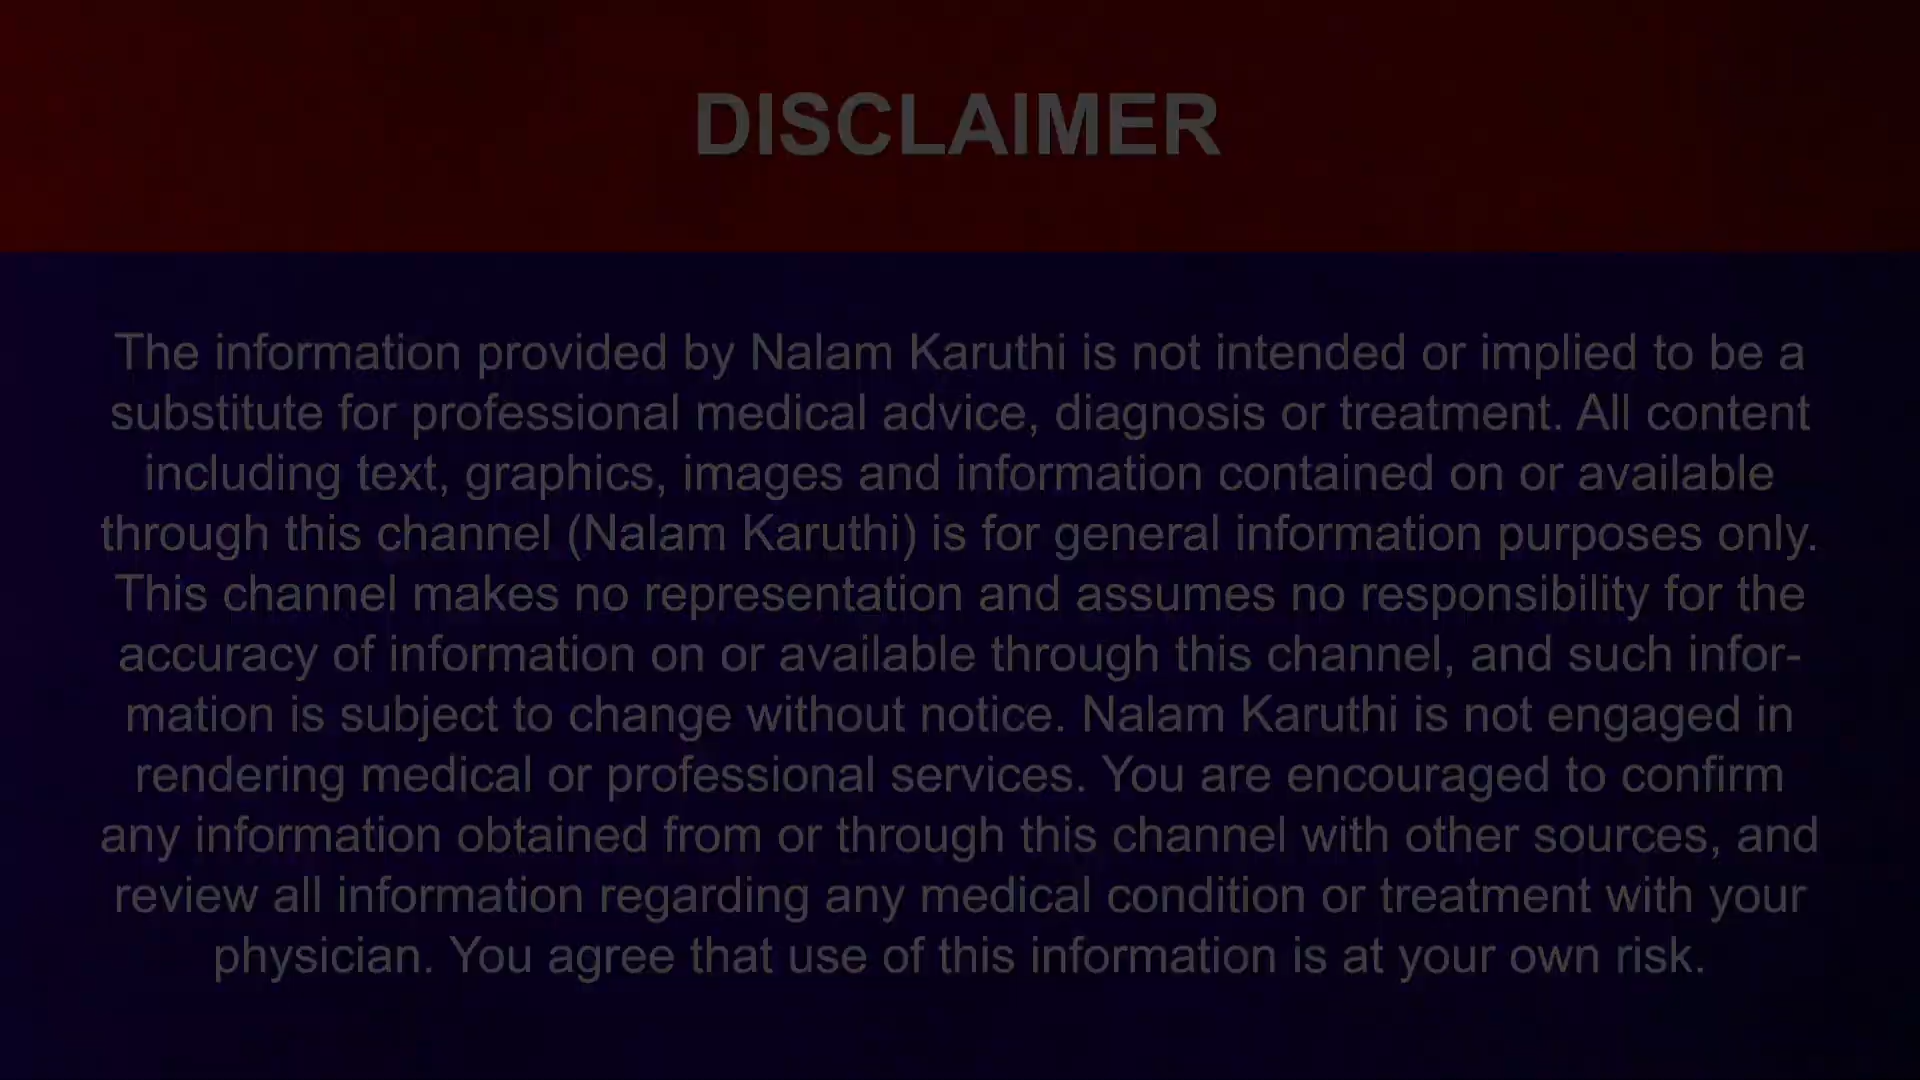 DISCLAIMER
The information provided by Nalam Karuthi is not intended or implied to be a
substitute for professional medical advice, diagnosis or treatment. All content
including text, graphics, images and information contained on or available
through this channel (Nalam Karuthi) is for general information purposes only.
This channel makes no representation and assumes no responsibility for the
accuracy of information on or available through this channel, and such infor-
mation is subject to change without notice. Nalam Karuthi is not engaged in
rendering medical or professional services. You are encouraged to confirm
any information obtained from or through this channel with other sources, and
review all information regarding any medical condition or treatment with your
physician. You agree that use of this information is at your own risk.